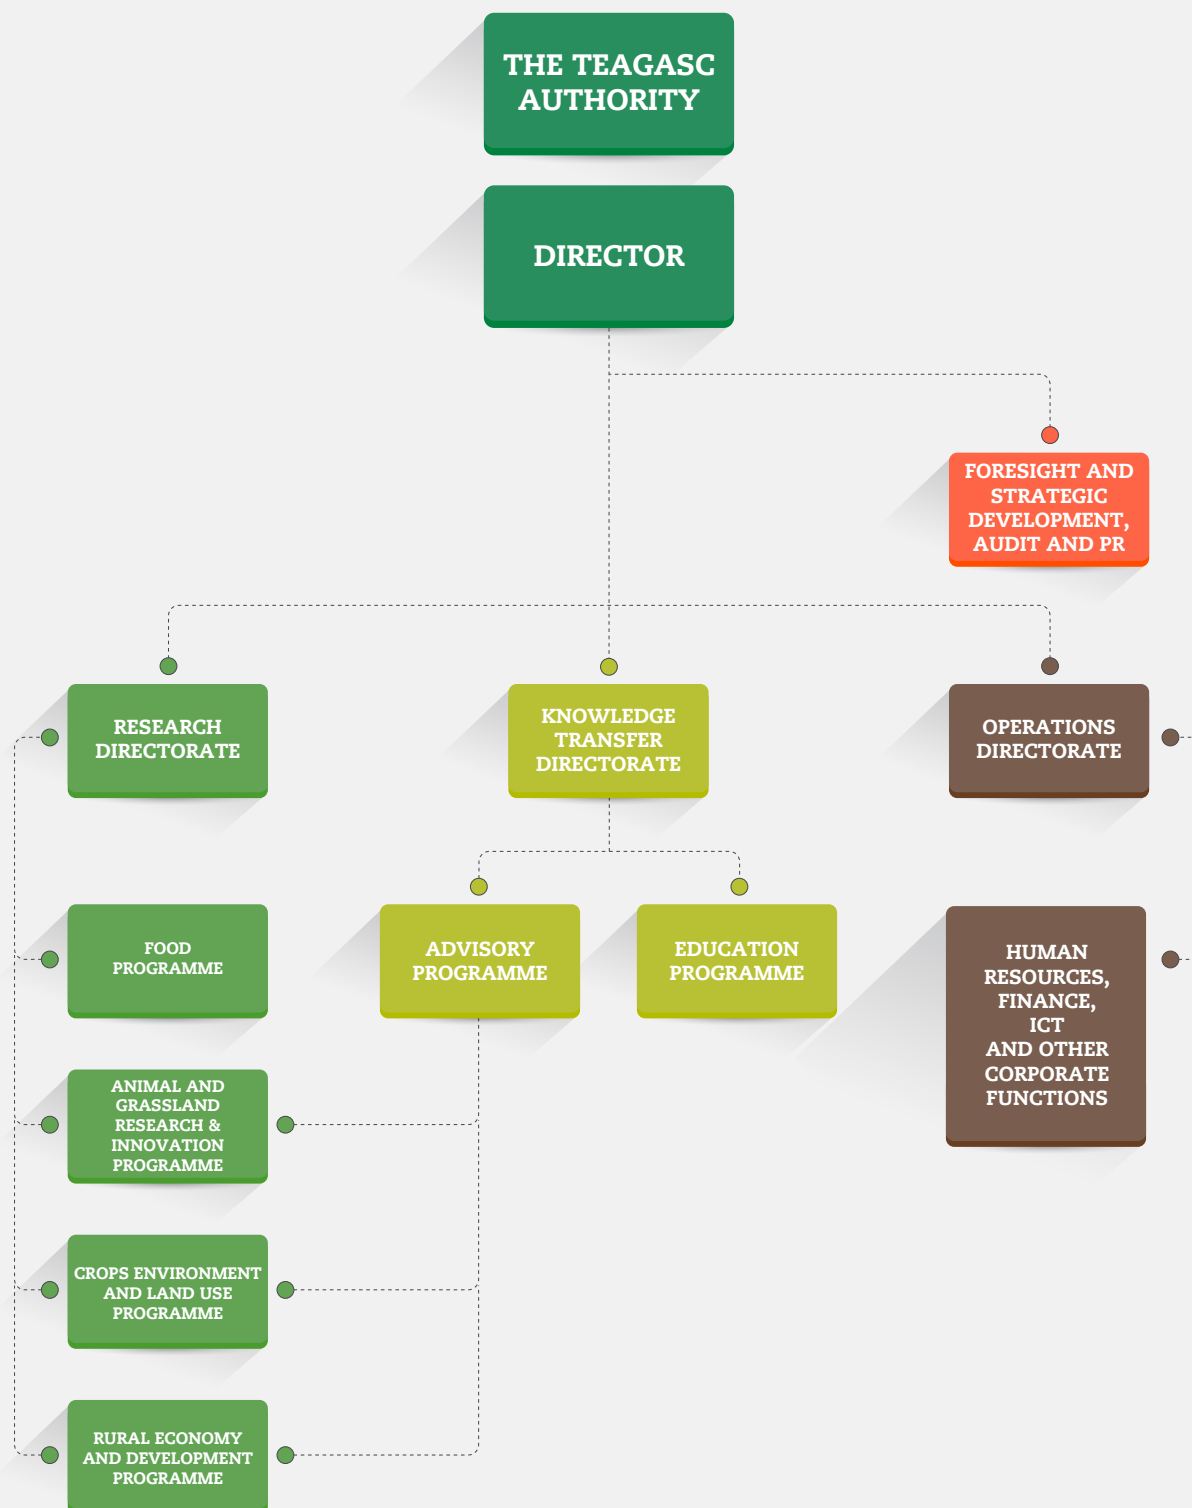 THE TEAGASC
AUTHORITY
DIRECTOR
FORESIGHT AND
STRATEGIC
DEVELOPMENT,
AUDIT AND PR
RESEARCH
DIRECTORATE
KNOWLEDGE
TRANSFER
DIRECTORATE
OPERATIONS
DIRECTORATE
FOOD
PROGRAMME
ADVISORY
PROGRAMME
EDUCATION
PROGRAMME
HUMAN
RESOURCES,
FINANCE,
ICT
AND OTHER
CORPORATE
FUNCTIONS
ANIMAL AND
GRASSLAND
RESEARCH &
INNOVATION
PROGRAMME
CROPS ENVIRONMENT
AND LAND USE
PROGRAMME
RURAL ECONOMY
AND DEVELOPMENT
PROGRAMME